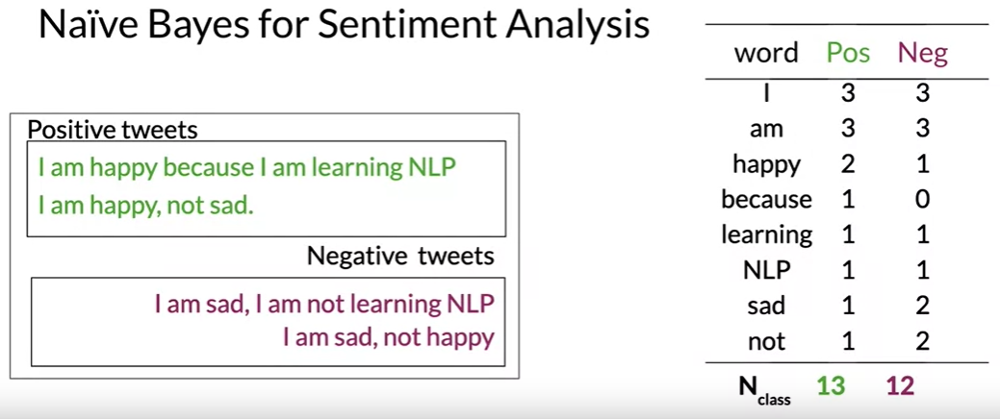 Naïve Bayes for Sentiment Analysis
Positive tweets
I am happy because I am learning NLP
I am happy, not sad.
Negative tweets
I am sad, I am not learning NLP
I am sad, not happy
word Pos Neg
I 3 3
am 3 3
happy 2 1
because 1 0
learning 1 1
NLP 1 1
sad 1 2
not 1 2
Nclass 13 12